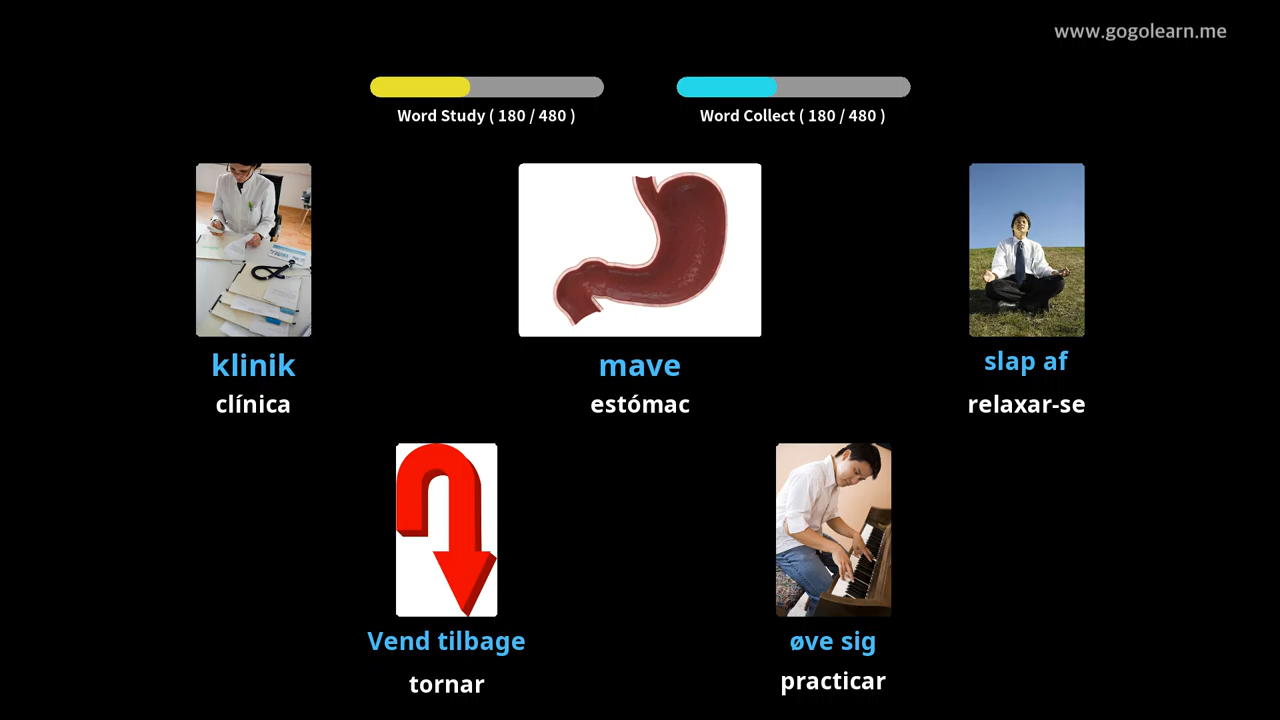 www.gogolearn.me
Word Study ( 180 / 480 )
Word Collect ( 180 / 480 )
klinik
mave
slap af
clínica
estómac
relaxar-se
Vend tilbage
øve sig
tornar
practicar